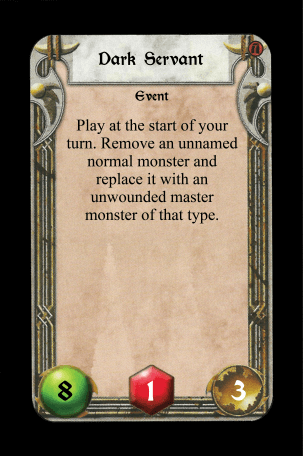 Dark Servant
@
Event
Play at the start of your
turn. Remove an unnamed
normal monster and
replace it with an
unwounded master
monster of that type.
8
1
3